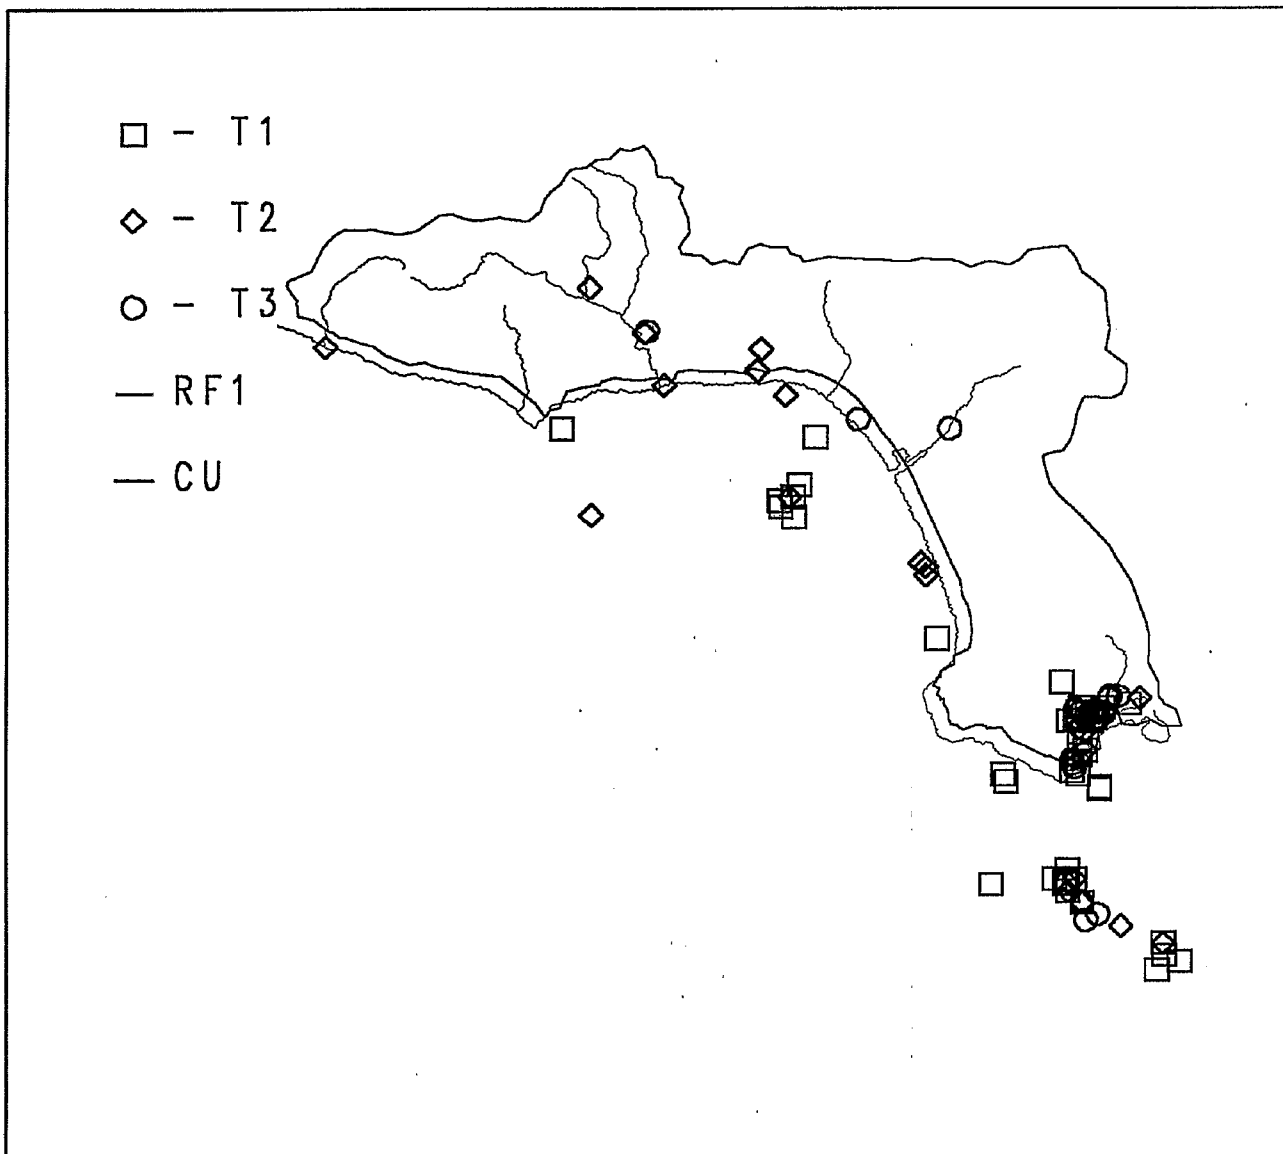 □ - T1
◇ - T2
○ - T3
— RF1
— CU